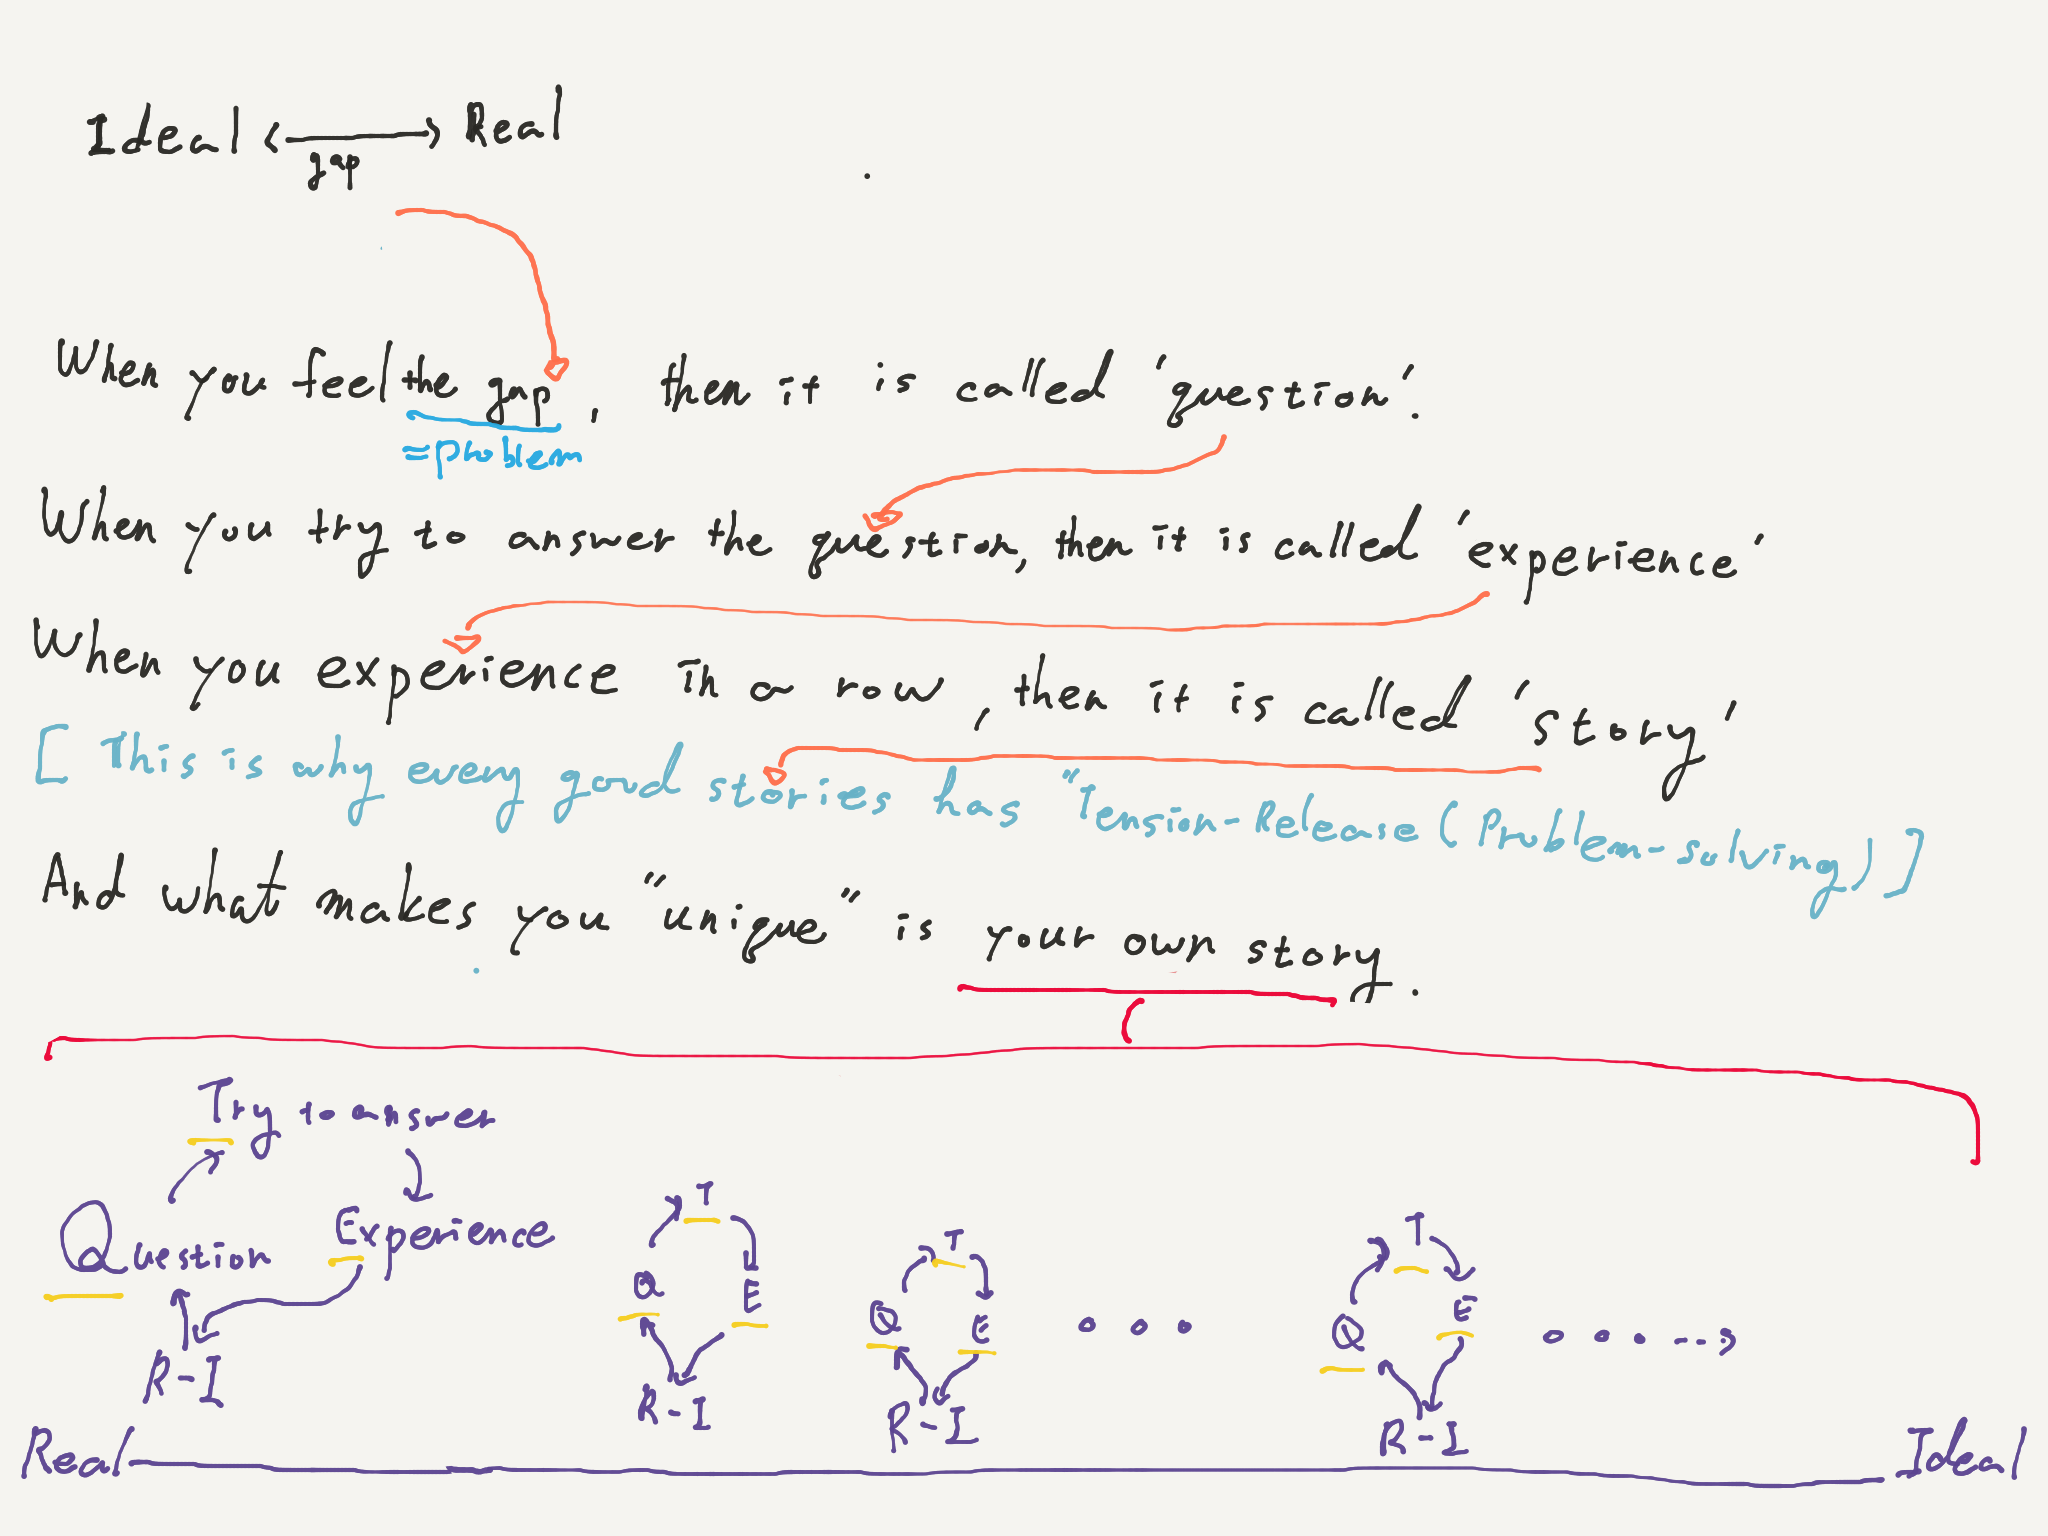 Ideal <—> Real
gap
When you feel the gap, then it is called 'question'.
=problem
When you try to answer the question, then it is called 'experience'
When you experience in a row, then it is called 'story'
[ This is why every good stories has "Tension-Release (Problem-solving) ]
And what makes you "unique" is your own story.
Try to answer
Question Experience
R-I
T
Q E
R-I
T
Q E
R-I
T
Q E
R-I
Real Ideal